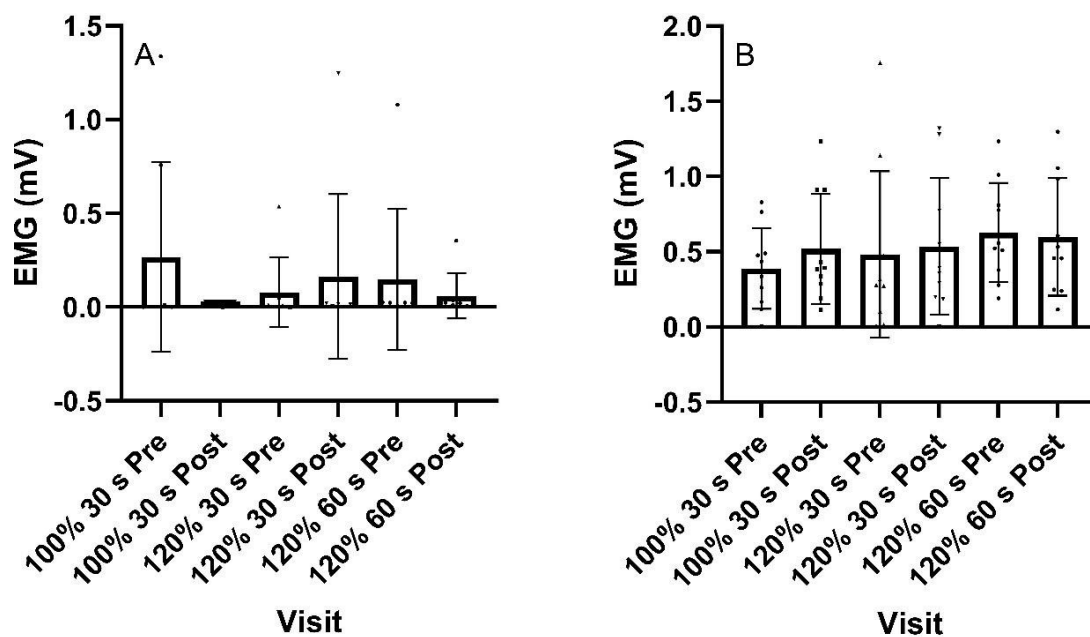 A
EMG (mV)
1.5
1.0
0.5
0.0
-0.5
100% 30 s Pre
100% 30 s Post
120% 30 s Pre
120% 30 s Post
120% 60 s Pre
120% 60 s Post
Visit
B
EMG (mV)
2.0
1.5
1.0
0.5
0.0
-0.5
100% 30 s Pre
100% 30 s Post
120% 30 s Pre
120% 30 s Post
120% 60 s Pre
120% 60 s Post
Visit